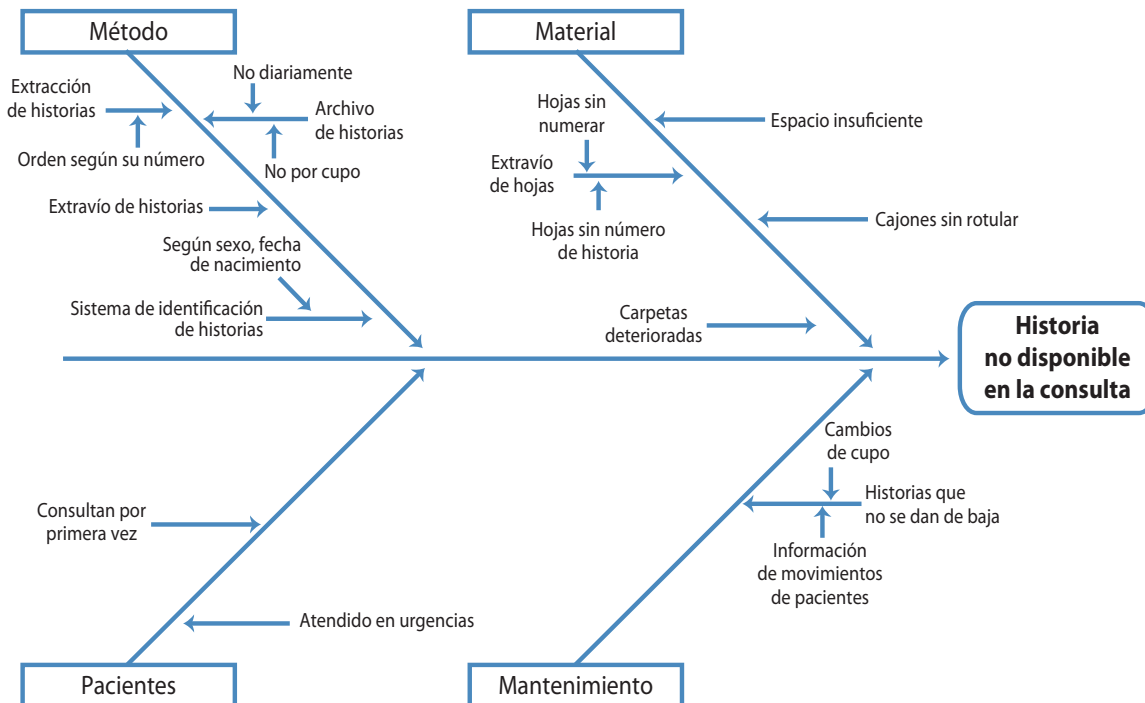 Método
Material
No diariamente
Extracción
de historias
Archivo
de historias
Orden según su número
No por cupo
Extravío de historias
Según sexo, fecha
de nacimiento
Sistema de identificación
de historias
Hojas sin
numerar
Espacio insuficiente
Extravío
de hojas
Hojas sin número
de historia
Cajones sin rotular
Carpetas
deterioradas
Historia
no disponible
en la consulta
Consultan por
primera vez
Atendido en urgencias
Cambios
de cupo
Historias que
no se dan de baja
Información
de movimientos
de pacientes
Pacientes
Mantenimiento